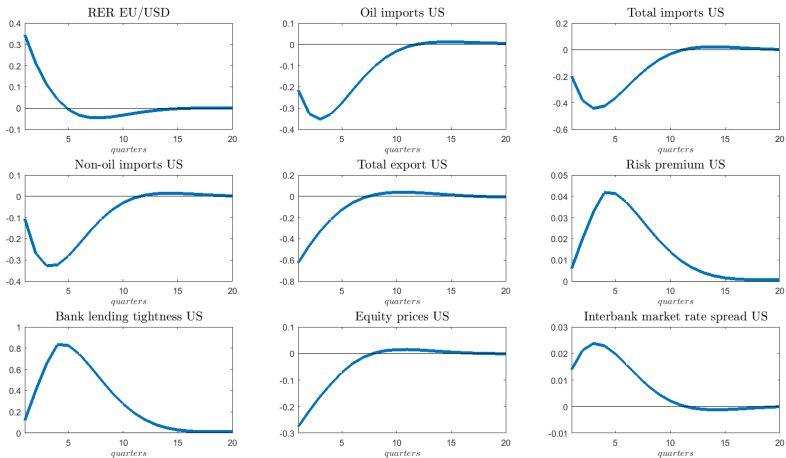 RER EU/USD
0.4
0.3
0.2
0.1
0
-0.1
5 10 15 20
quarters
Oil imports US
0.1
0
-0.1
-0.2
-0.3
-0.4
5 10 15 20
quarters
Total imports US
0.2
0
-0.2
-0.4
-0.6
5 10 15 20
quarters
Non-oil imports US
0.1
0
-0.1
-0.2
-0.3
-0.4
5 10 15 20
quarters
Total export US
0.2
0
-0.2
-0.4
-0.6
-0.8
5 10 15 20
quarters
Risk premium US
0.05
0.04
0.03
0.02
0.01
0
5 10 15 20
quarters
Bank lending tightness US
1
0.8
0.6
0.4
0.2
0
5 10 15 20
quarters
Equity prices US
0.1
0
-0.1
-0.2
-0.3
5 10 15 20
quarters
Interbank market rate spread US
0.03
0.02
0.01
0
-0.01
5 10 15 20
quarters